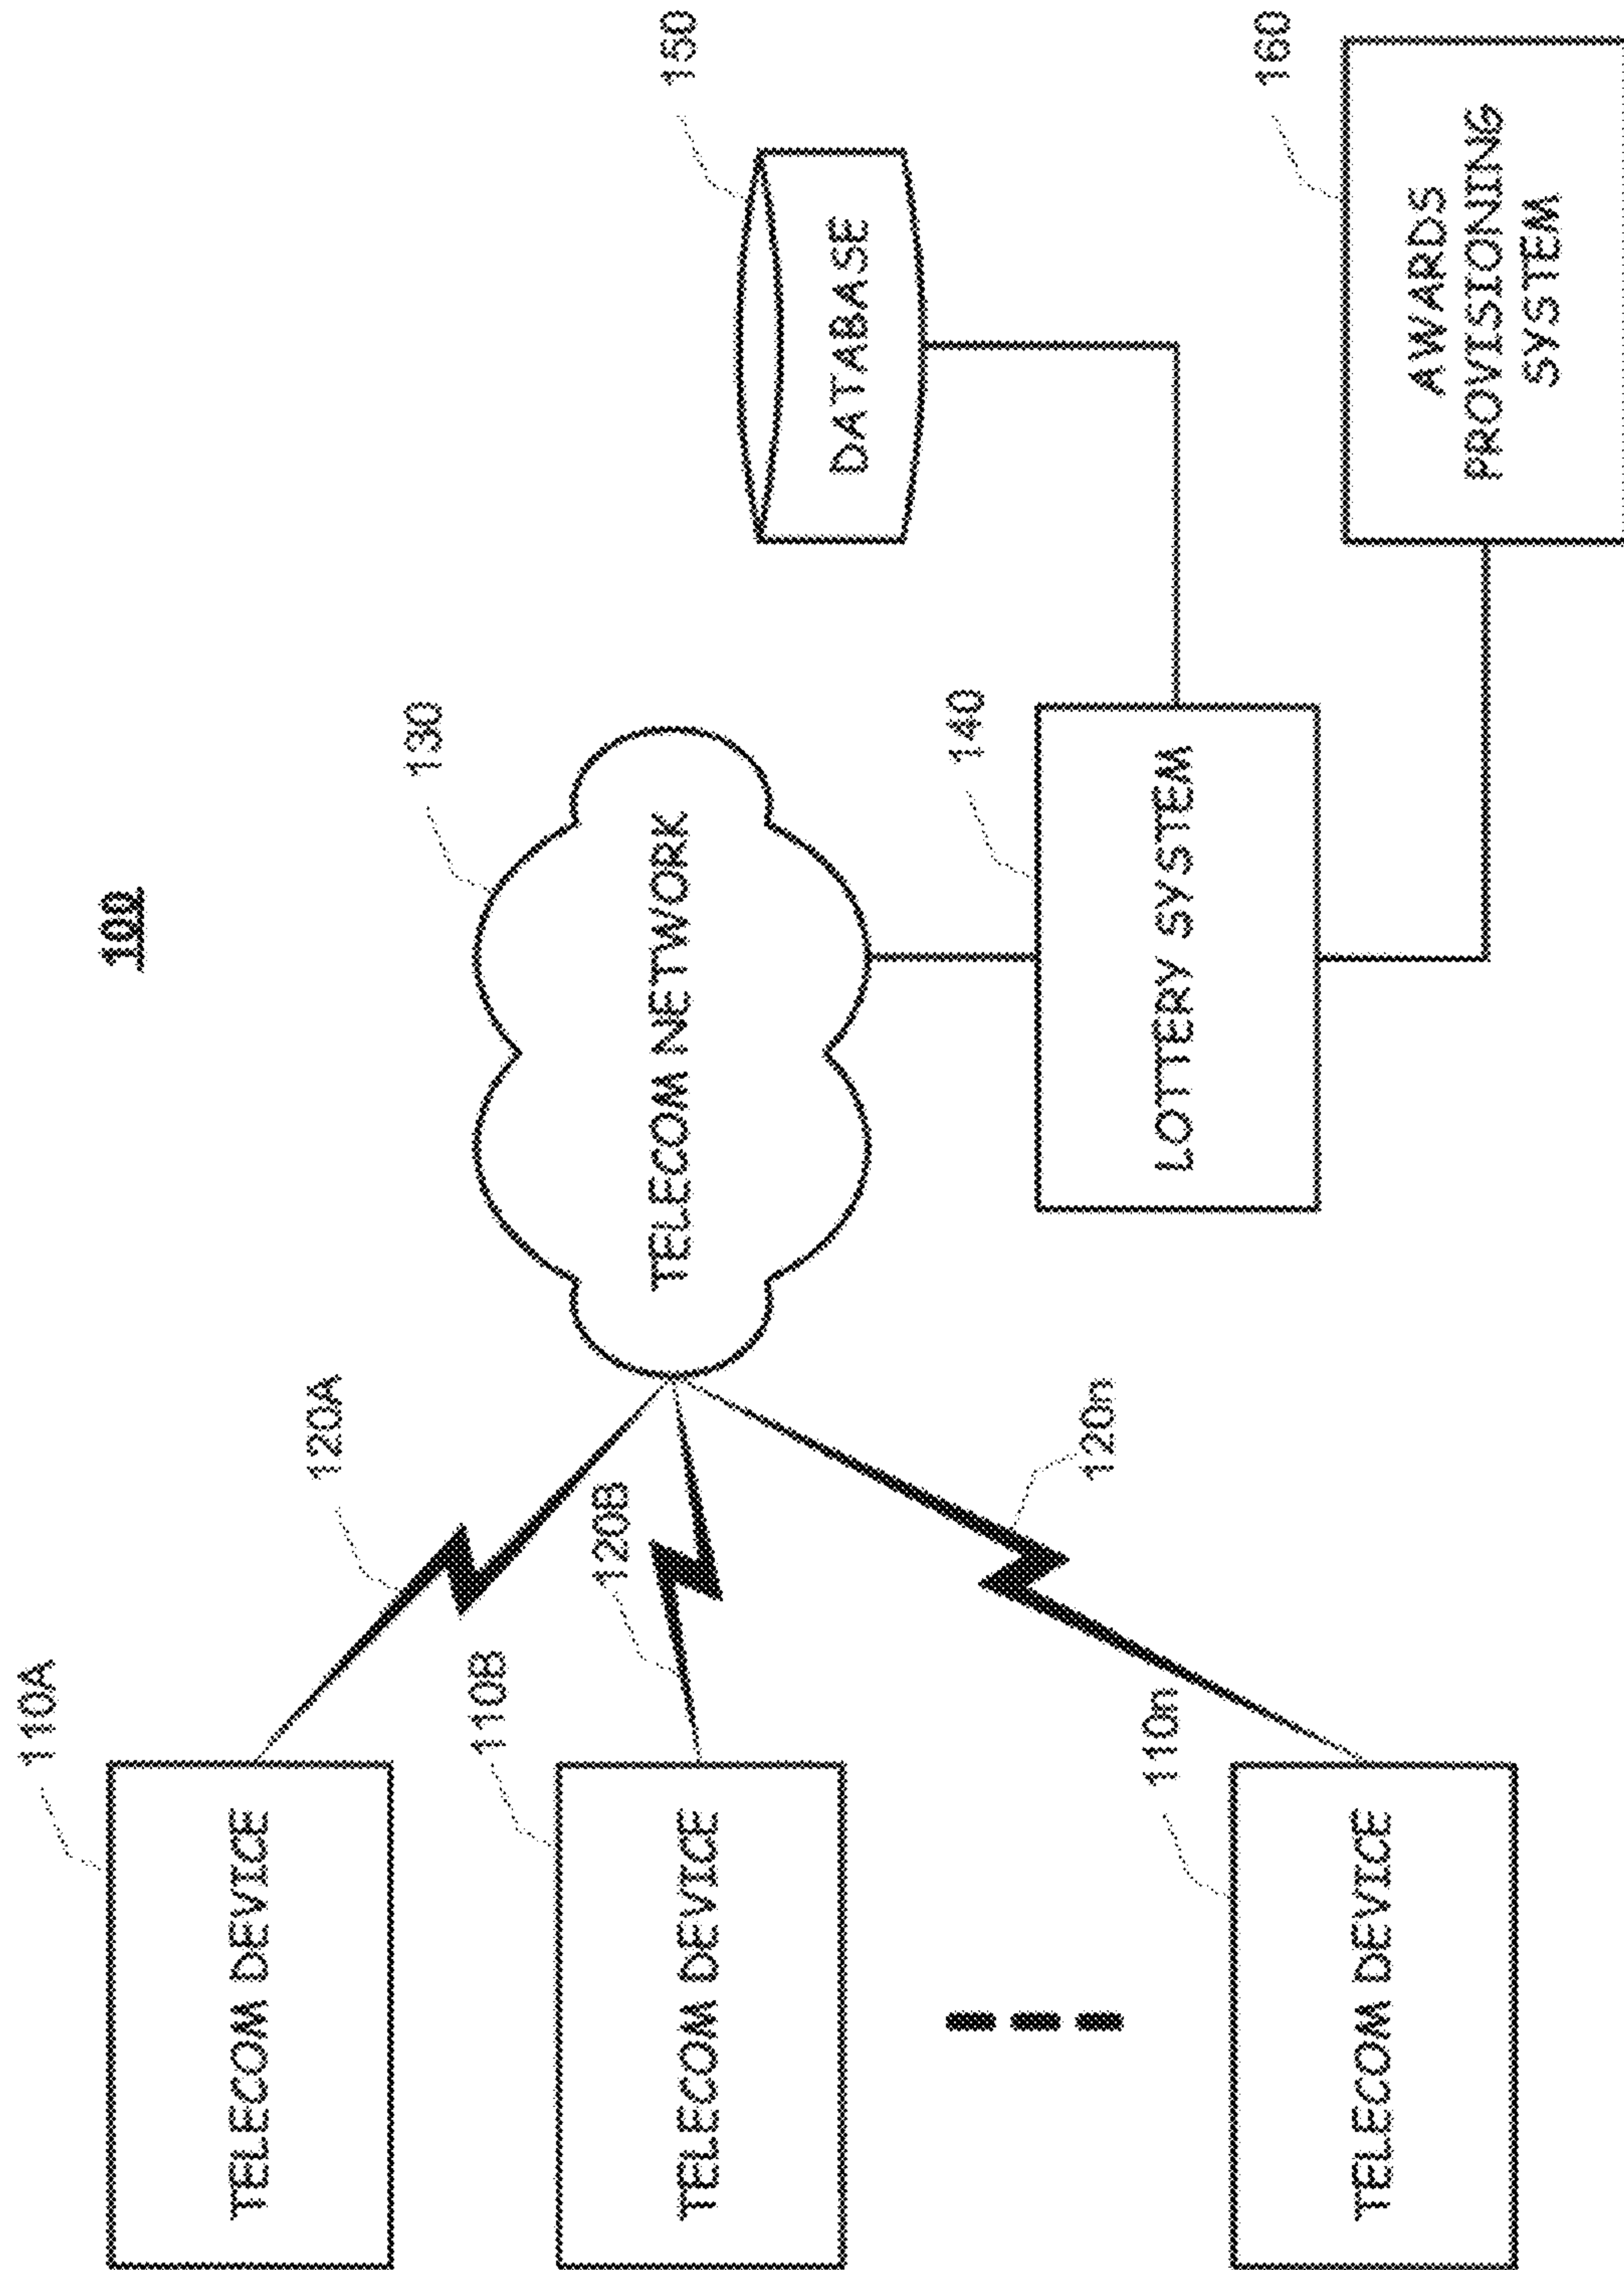 100
110A
TELECOM DEVICE
120A
110B
TELECOM DEVICE
120B
110n
TELECOM DEVICE
120n
130
TELECOM NETWORK
140
LOTTERY SYSTEM
150
DATABASE
160
AWARDS
PROVISIONING
SYSTEM